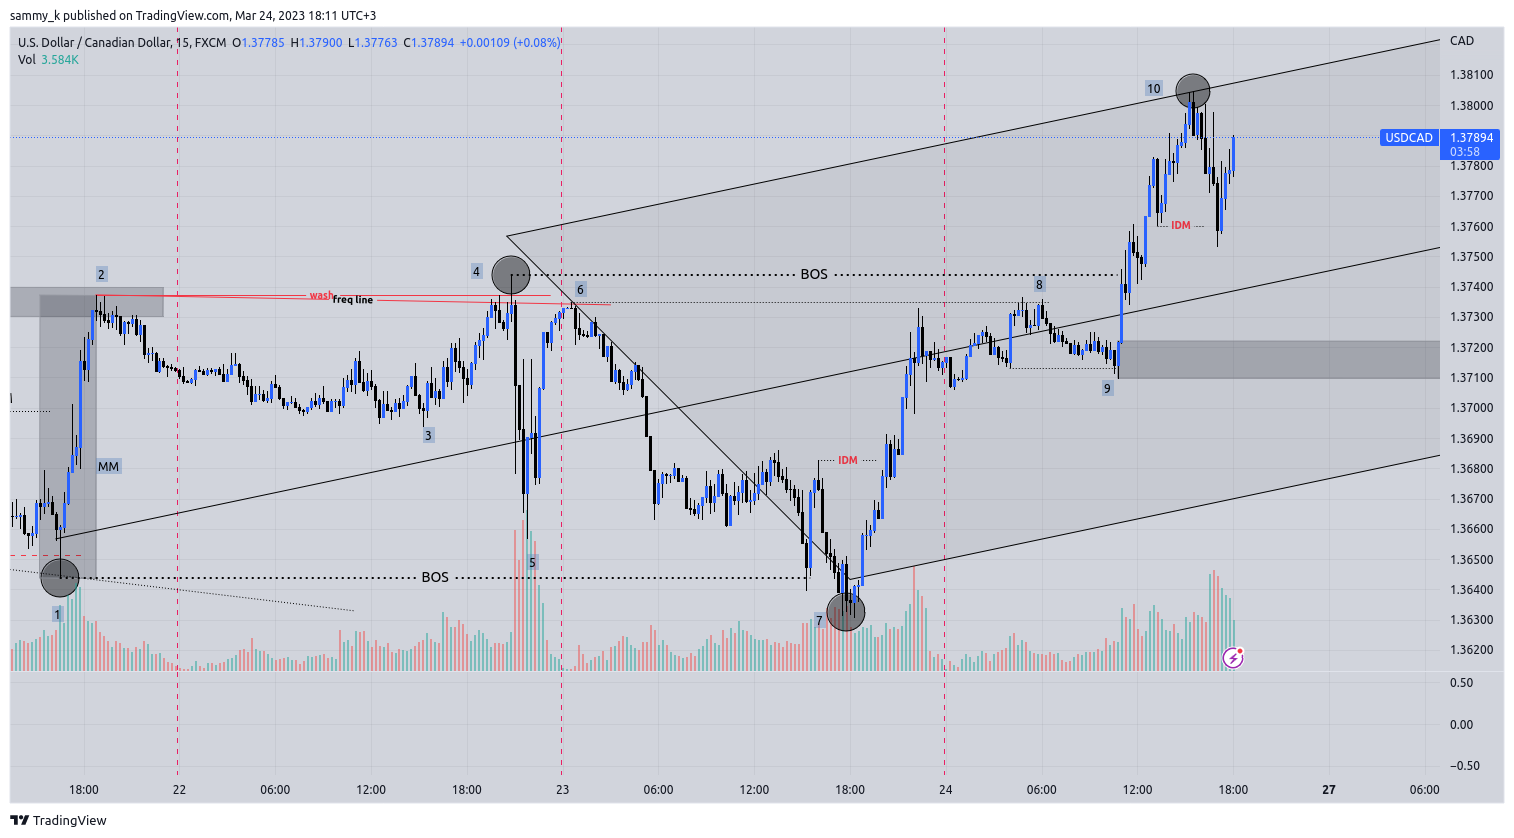 sammy_k published on TradingView.com, Mar 24, 2023 18:11 UTC+3
U.S. Dollar / Canadian Dollar, 15, FXCM O1.37785 H1.37900 L1.37763 C1.37894 +0.00109 (+0.08%)
Vol 3.584K
CAD
1.38100
1.38000
USDCAD 1.37894
03:58
1.37800
1.37700
1.37600
1.37500
1.37400
1.37300
1.37200
1.37100
1.37000
1.36900
1.36800
1.36700
1.36600
1.36500
1.36400
1.36300
1.36200
0.50
0.00
−0.50
10
IDM
2
4
BOS
6
8
wash
freq line
9
3
MM
IDM
5
BOS
1
7
18:00 22 06:00 12:00 18:00 23 06:00 12:00 18:00 24 06:00 12:00 18:00 27 06:00
TradingView